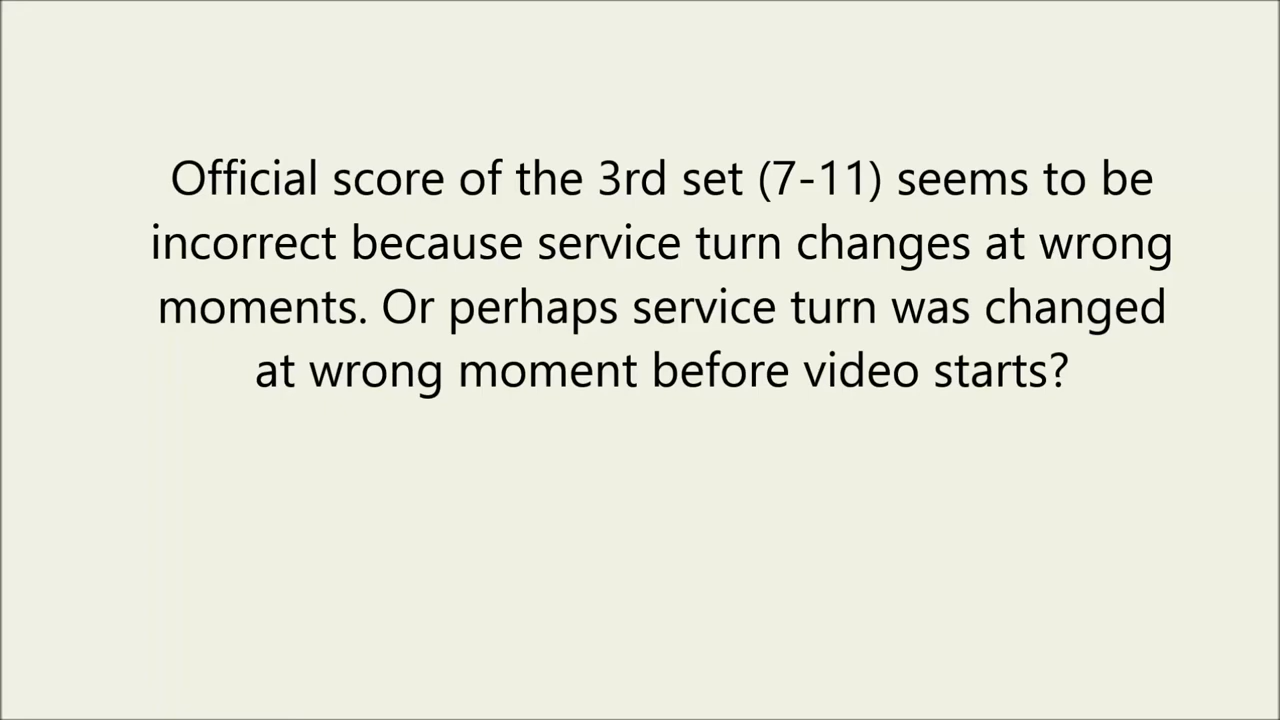 Official score of the 3rd set (7-11) seems to be
incorrect because service turn changes at wrong
moments. Or perhaps service turn was changed
at wrong moment before video starts?